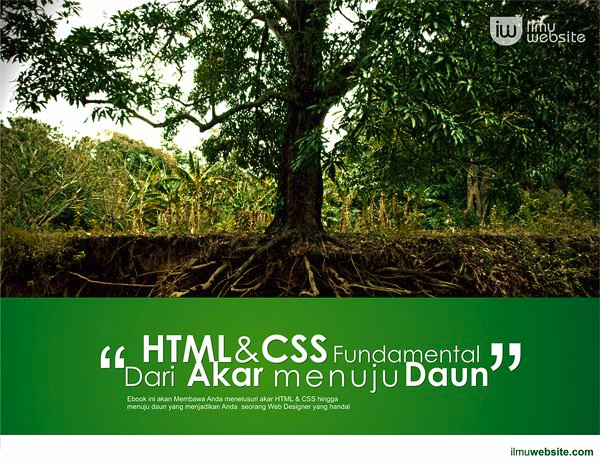 iw ilmu
website
“ HTML&CSS Fundamental
Dari Akar menuju Daun ”
Ebook ini akan Membawa Anda menelusuri akar HTML & CSS hingga
menuju daun yang menjadikan Anda seorang Web Designer yang handal
ilmuwebsite.com